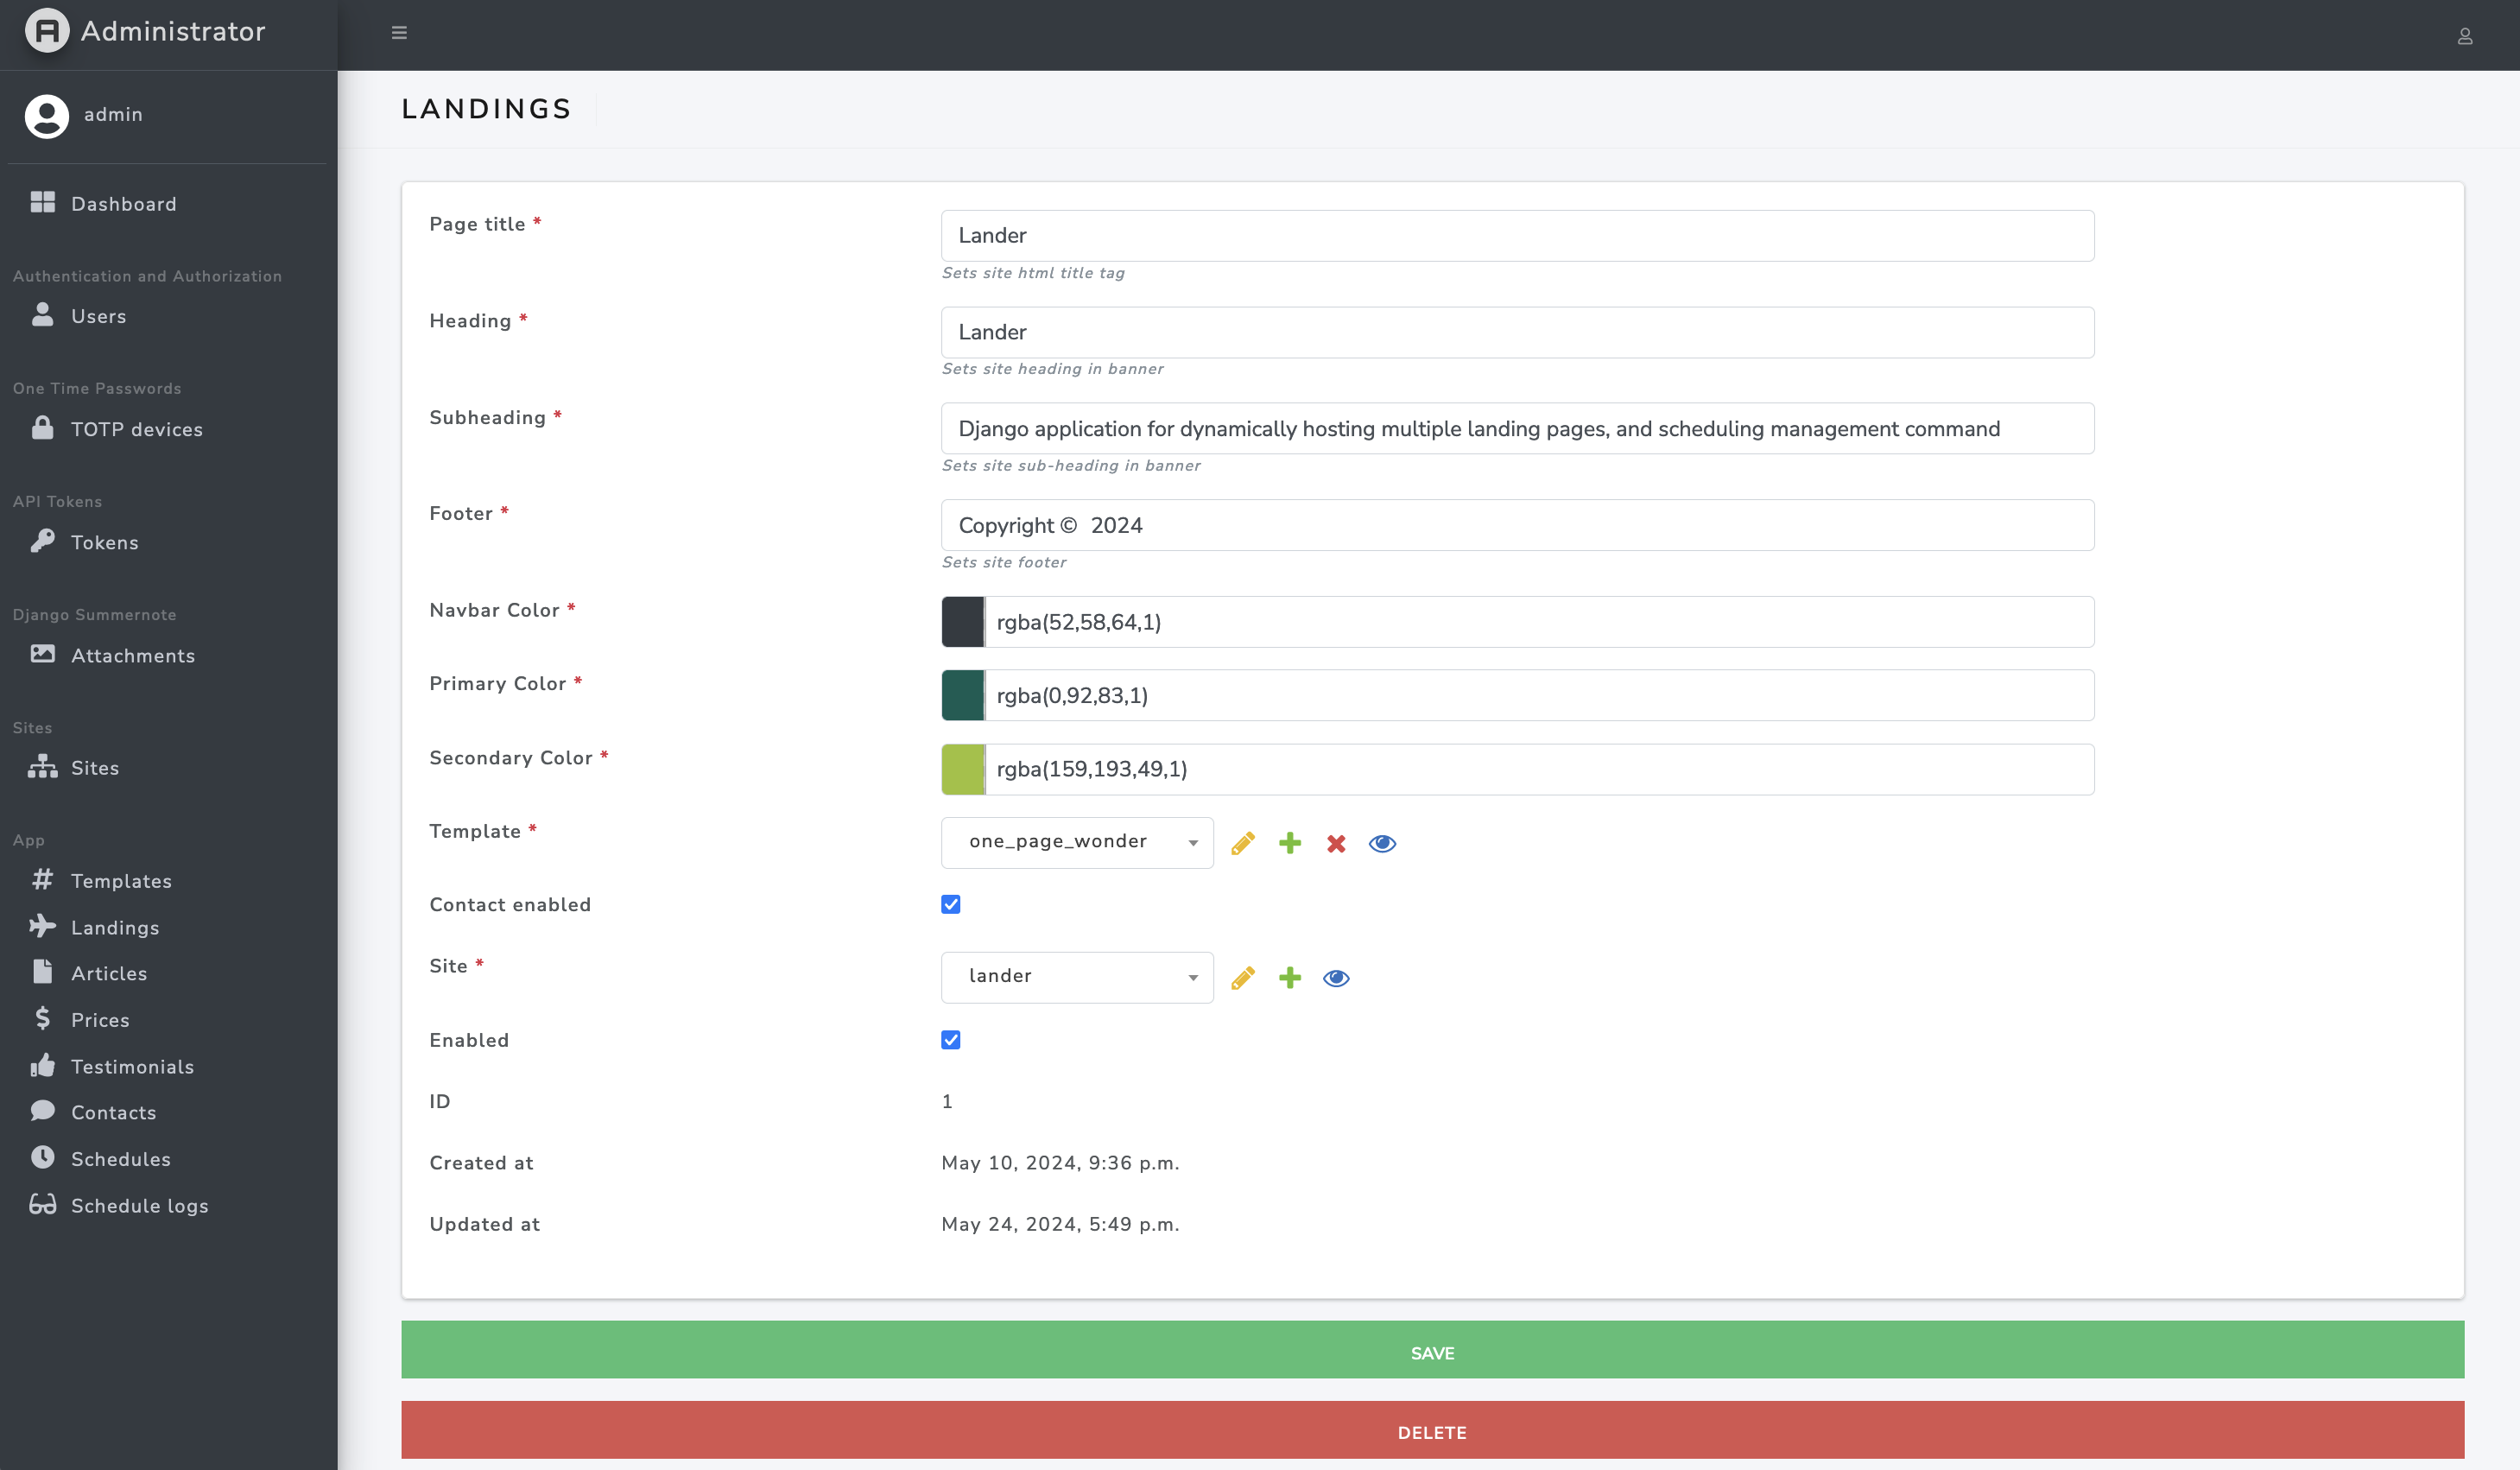 Administrator
admin
Dashboard
Authentication and Authorization
Users
One Time Passwords
TOTP devices
API Tokens
Tokens
Django Summernote
Attachments
Sites
Sites
App
Templates
Landings
Articles
Prices
Testimonials
Contacts
Schedules
Schedule logs
LANDINGS
Page title *
Lander
Sets site html title tag
Heading *
Lander
Sets site heading in banner
Subheading *
Django application for dynamically hosting multiple landing pages, and scheduling management command
Sets site sub-heading in banner
Footer *
Copyright © 2024
Sets site footer
Navbar Color *
rgba(52,58,64,1)
Primary Color *
rgba(0,92,83,1)
Secondary Color *
rgba(159,193,49,1)
Template *
one_page_wonder
Contact enabled
Site *
lander
Enabled
ID
1
Created at
May 10, 2024, 9:36 p.m.
Updated at
May 24, 2024, 5:49 p.m.
SAVE
DELETE